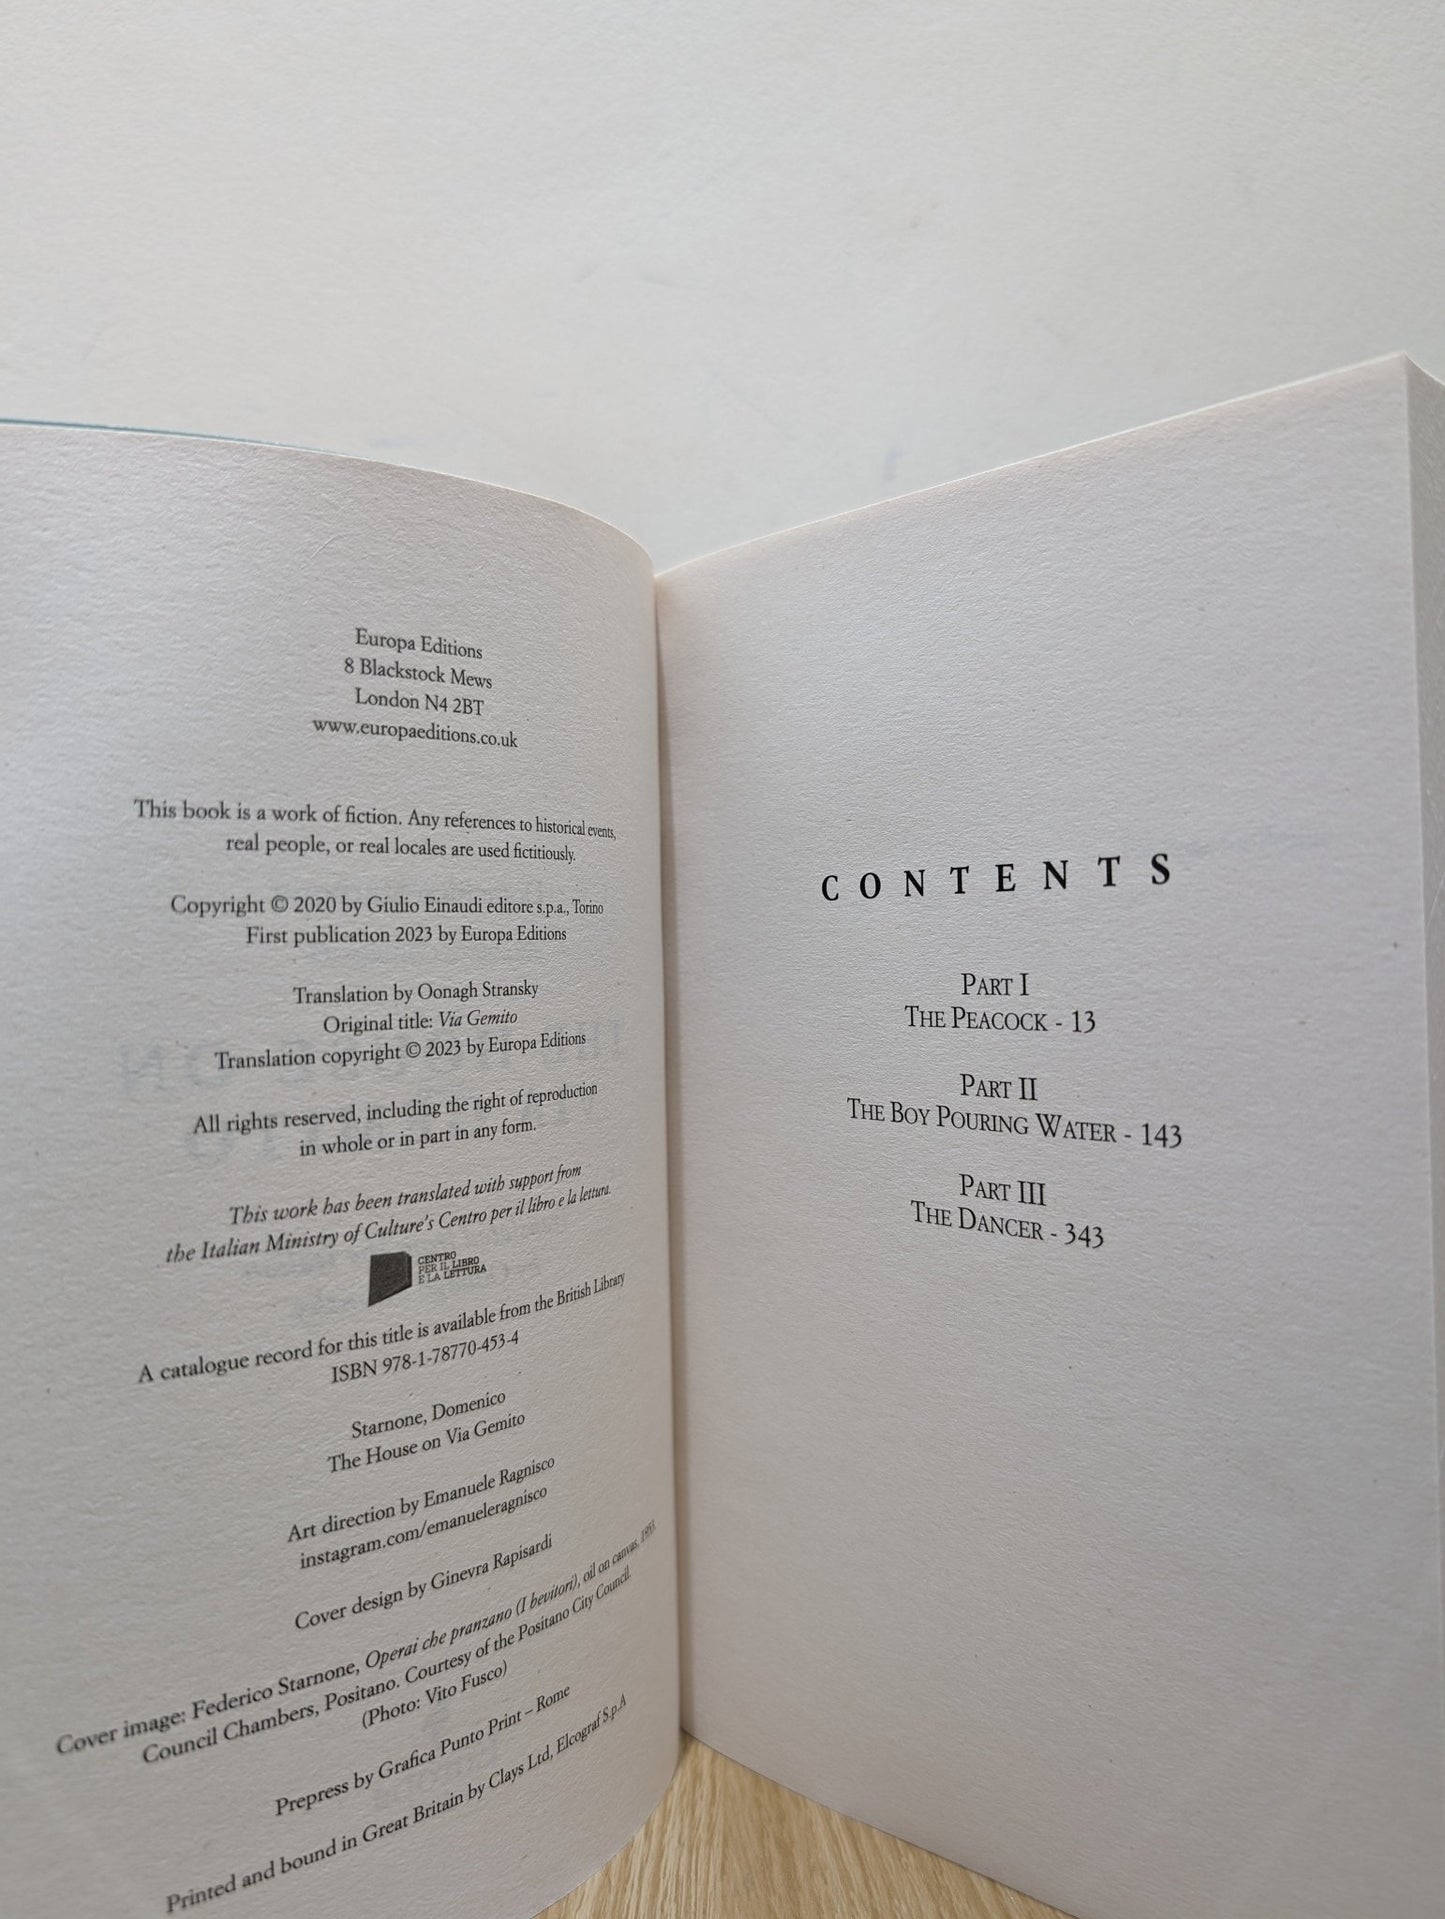 Europa Editions
8 Blackstock Mews
London N4 2BT
www.europaeditions.co.uk
This book is a work of fiction. Any references to historical events,
real people, or real locales are used fictitiously.
Copyright © 2020 by Giulio Einaudi editore s.p.a., Torino
First publication 2023 by Europa Editions
Translation by Oonagh Stransky
Original title: Via Gemito
Translation copyright © 2023 by Europa Editions
All rights reserved, including the right of reproduction
in whole or in part in any form.
This work has been translated with support from
the Italian Ministry of Culture's Centro per il libro e la lettura.
CENTRO
PER IL LIBRO
E LA LETTURA
A catalogue record for this title is available from the British Library
ISBN 978-1-78770-453-4
Starnone, Domenico
The House on Via Gemito
Art direction by Emanuele Ragnisco
instagram.com/emanueleragnisco
Cover design by Ginevra Rapisardi
Cover image: Federico Starnone, Operai che pranzano (I bevitori), oil on canvas,
Council Chambers, Positano. Courtesy of the Positano City Council.
(Photo: Vito Fusco)
Prepress by Grafica Punto Print – Rome
Printed and bound in Great Britain by Clays Ltd, Elcograf S.p.A
CONTENTS
PART I
THE PEACOCK - 13
PART II
THE BOY POURING WATER - 143
PART III
THE DANCER - 343